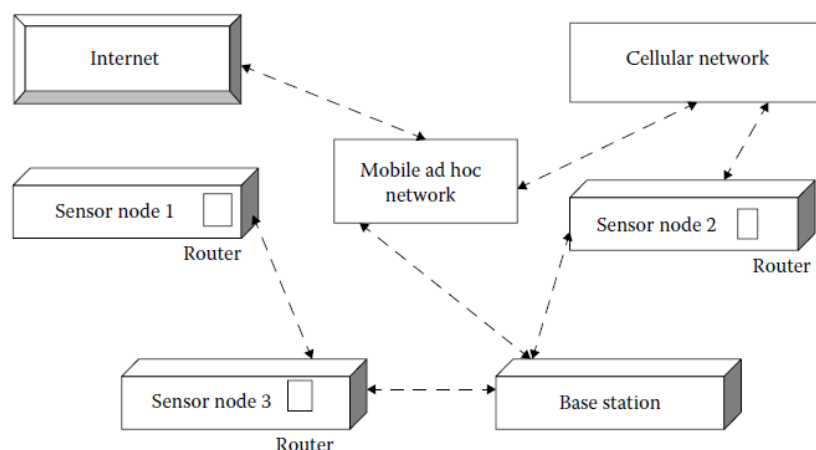 Internet
Cellular network
Mobile ad hoc
network
Sensor node 1
Router
Sensor node 2
Router
Sensor node 3
Router
Base station